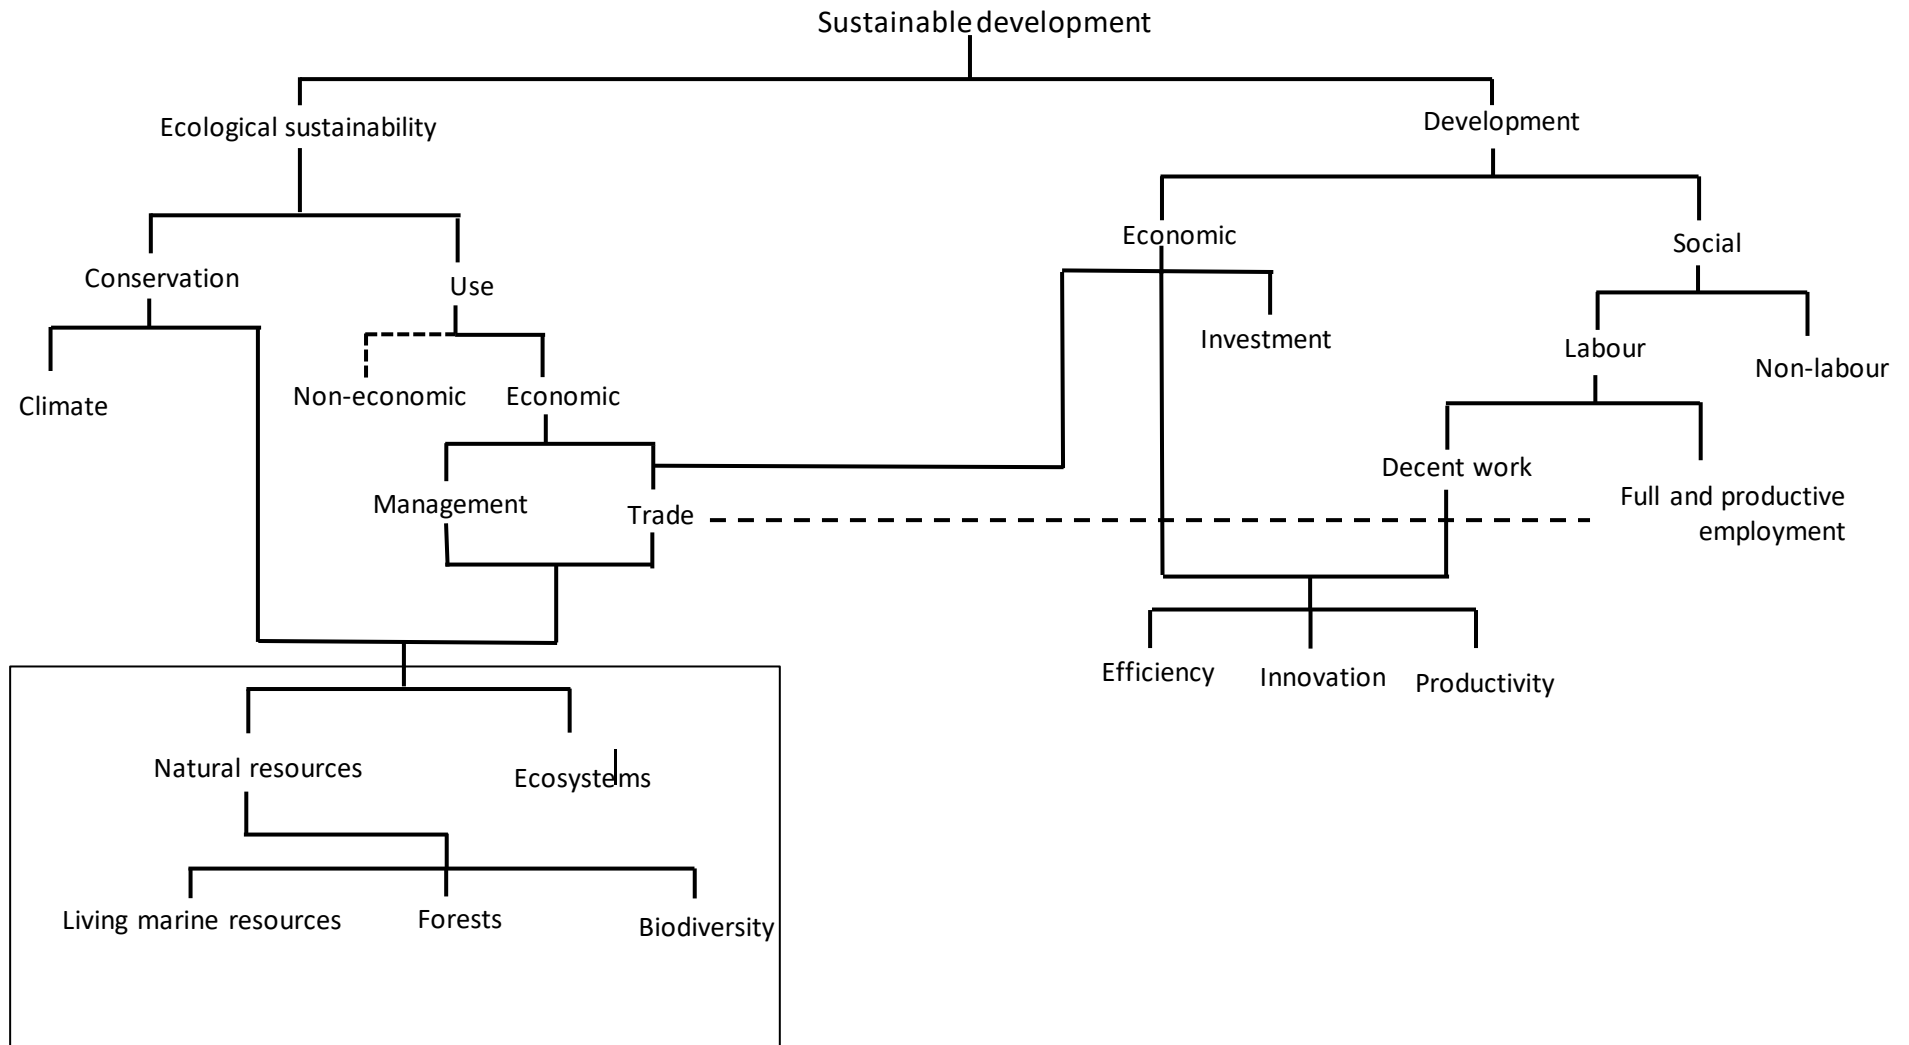 Sustainable development
Ecological sustainability
Development
Economic
Social
Conservation
Use
Investment
Labour
Non-labour
Climate
Non-economic
Economic
Decent work
Management
Trade
Full and productive
employment
Efficiency
Innovation
Productivity
Natural resources
Ecosystems
Living marine resources
Forests
Biodiversity